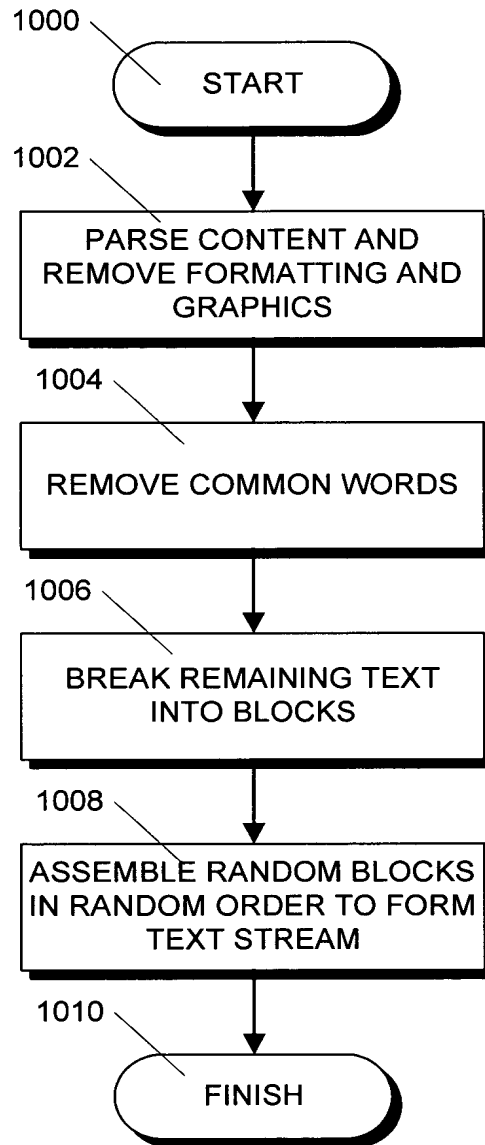 1000
START
1002
PARSE CONTENT AND
REMOVE FORMATTING AND
GRAPHICS
1004
REMOVE COMMON WORDS
1006
BREAK REMAINING TEXT
INTO BLOCKS
1008
ASSEMBLE RANDOM BLOCKS
IN RANDOM ORDER TO FORM
TEXT STREAM
1010
FINISH